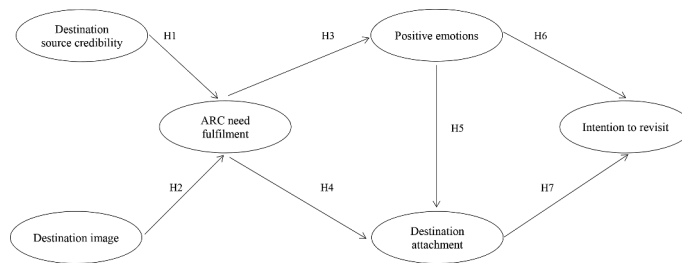 Destination
source credibility
H1
H3
Positive emotions
H6
ARC need
fulfilment
H5
Intention to revisit
H2
H4
H7
Destination image
Destination
attachment